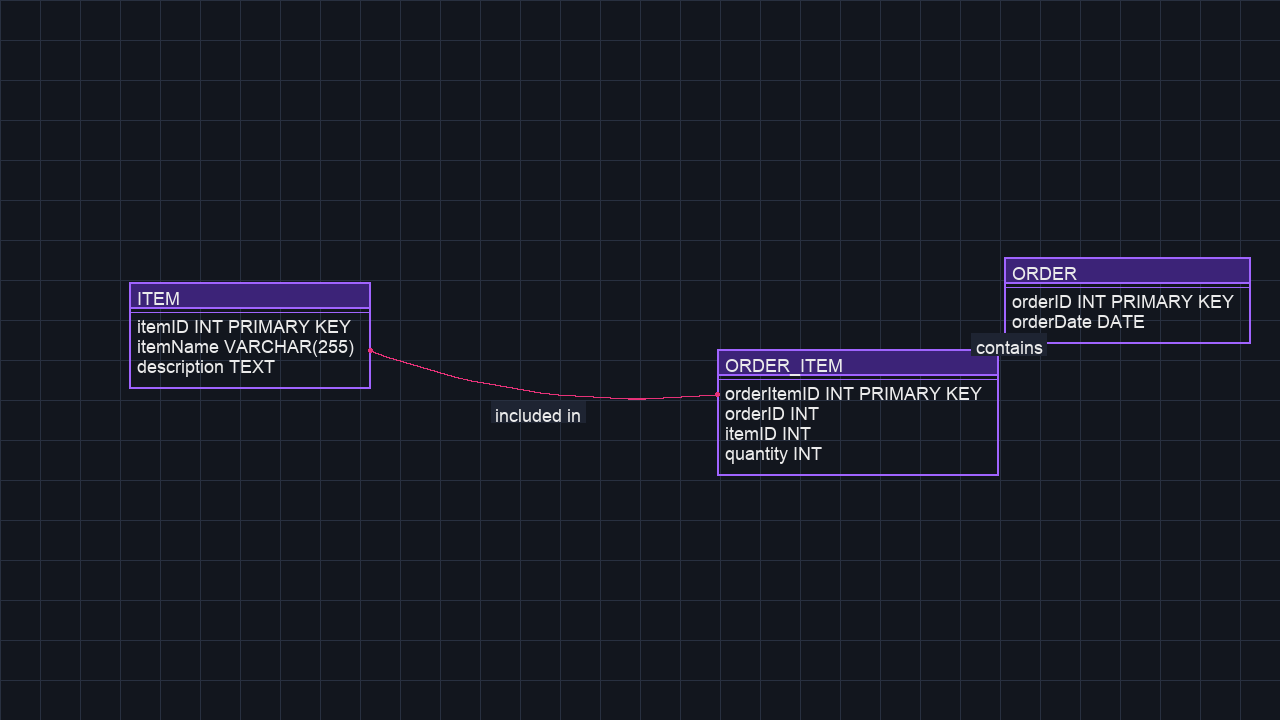 ITEM
itemID INT PRIMARY KEY
itemName VARCHAR(255)
description TEXT
included in
ORDER_ITEM
orderItemID INT PRIMARY KEY
orderID INT
itemID INT
quantity INT
contains
ORDER
orderID INT PRIMARY KEY
orderDate DATE